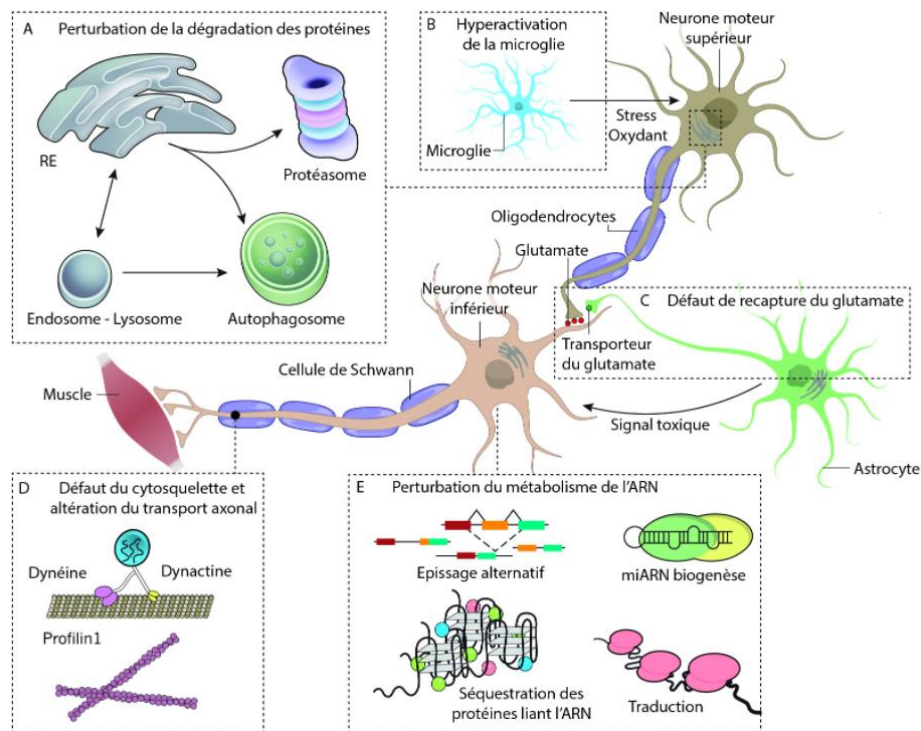 A Perturbation de la dégradation des protéines
RE
Protéasome
Endosome - Lysosome
Autophagosome
B Hyperactivation
de la microglie
Microglie
Neurone moteur
supérieur
Stress
Oxydant
Oligodendrocytes
Glutamate
Neurone moteur
inférieur
C Défaut de recapture du glutamate
Transporteur
du glutamate
Cellule de Schwann
Muscle
Signal toxique
Astrocyte
D Défaut du cytosquelette et
altération du transport axonal
Dynéine
Dynactine
Profilin1
E Perturbation du métabolisme de l'ARN
Epissage alternatif
miARN biogenèse
Séquestration des
protéines liant l'ARN
Traduction